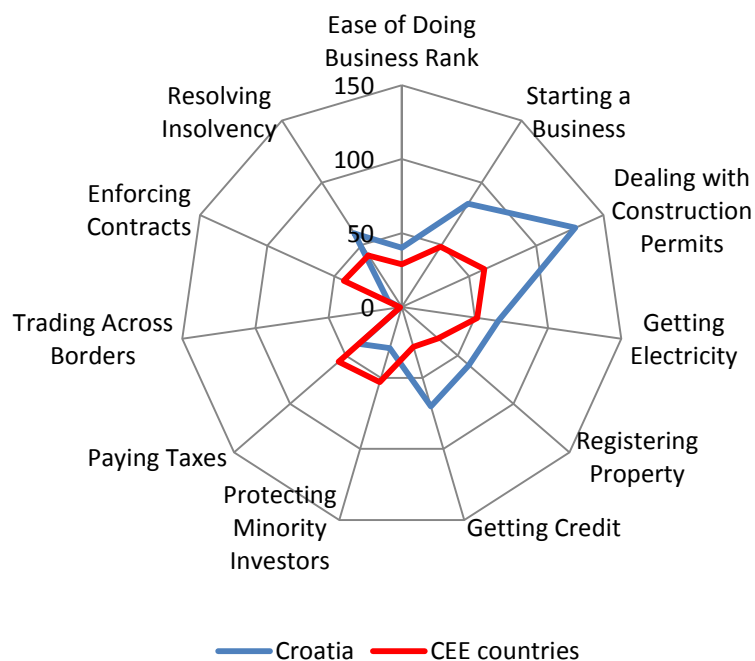 Ease of Doing
Business Rank
150
100
50
0
Starting a
Business
Dealing with
Construction
Permits
Getting
Electricity
Registering
Property
Getting Credit
Protecting
Minority
Investors
Paying Taxes
Trading Across
Borders
Enforcing
Contracts
Resolving
Insolvency
Croatia
CEE countries